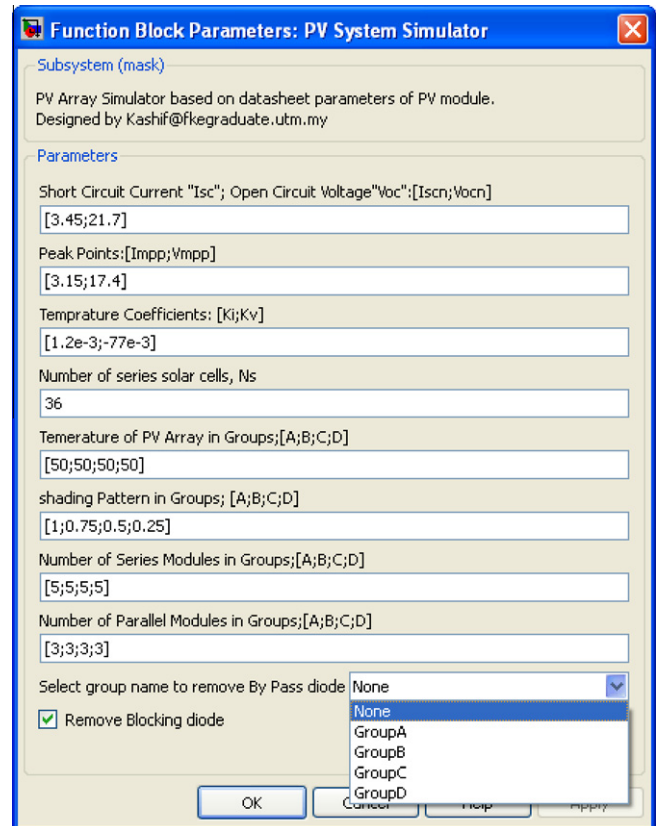 Function Block Parameters: PV System Simulator
Subsystem (mask)
PV Array Simulator based on datasheet parameters of PV module.
Designed by Kashif@fkegraduate.utm.my
Parameters
Short Circuit Current "Isc"; Open Circuit Voltage"Voc":[Iscn;Vocn]
[3.45;21.7]
Peak Points:[Impp;Vmpp]
[3.15;17.4]
Temprature Coefficients: [Ki;Kv]
[1.2e-3;-77e-3]
Number of series solar cells, Ns
36
Temerature of PV Array in Groups;[A;B;C;D]
[50;50;50;50]
shading Pattern in Groups; [A;B;C;D]
[1;0.75;0.5;0.25]
Number of Series Modules in Groups;[A;B;C;D]
[5;5;5;5]
Number of Parallel Modules in Groups;[A;B;C;D]
[3;3;3;3]
Select group name to remove By Pass diode None
Remove Blocking diode
None
GroupA
GroupB
GroupC
GroupD
OK Cancel Help Apply